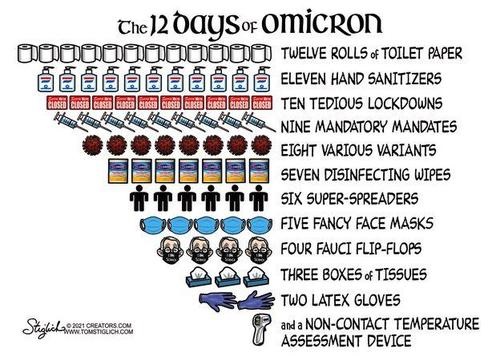 The 12 Days of Omicron
TWELVE ROLLS of TOILET PAPER
ELEVEN HAND SANITIZERS
CLOSED CLOSED CLOSED CLOSED CLOSED CLOSED CLOSED CLOSED CLOSED CLOSED
TEN TEDIOUS LOCKDOWNS
NINE MANDATORY MANDATES
EIGHT VARIOUS VARIANTS
SEVEN DISINFECTING WIPES
SIX SUPER-SPREADERS
FIVE FANCY FACE MASKS
FOUR FAUCI FLIP-FLOPS
THREE BOXES of TISSUES
TWO LATEX GLOVES
and a NON-CONTACT TEMPERATURE
ASSESSMENT DEVICE
Stiglich © 2021 CREATORS.COM
WWW.TOMSTIGLICH.COM